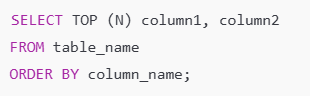 SELECT TOP (N) column1, column2
FROM table_name
ORDER BY column_name;